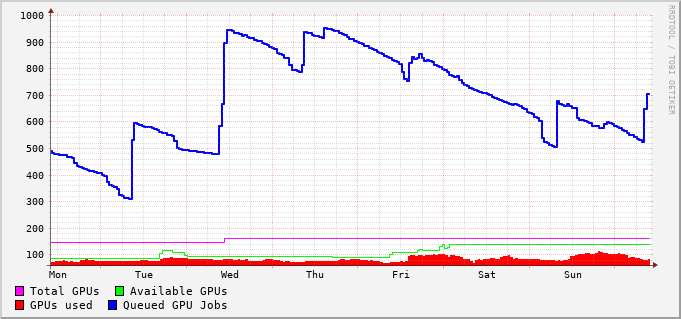 1000
900
800
700
600
500
400
300
200
100
Mon Tue Wed Thu Fri Sat Sun
Total GPUs Available GPUs
GPUs used Queued GPU Jobs
RRDTOOL / TOBI OETIKER